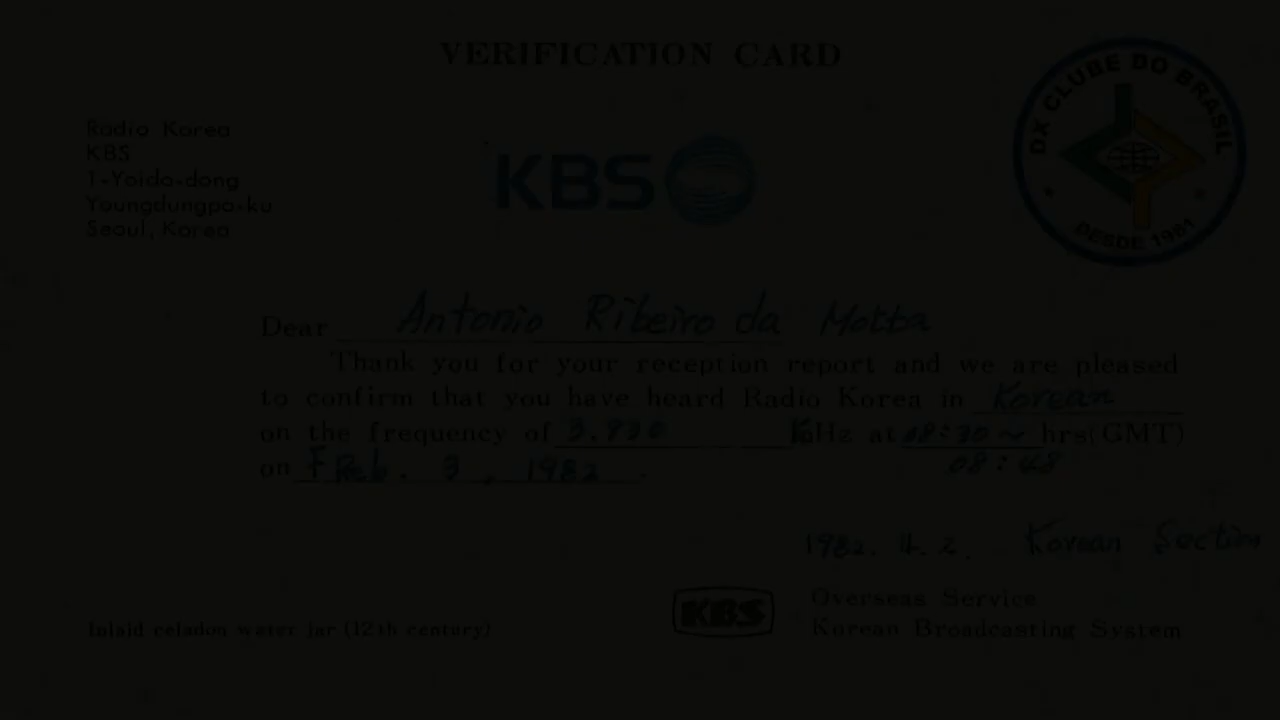 VERIFICATION CARD
DX CLUBE DO BRASIL
DESDE 1981
Radio Korea
KBS
1-Yoido-dong
Youngdungpo-ku
Seoul, Korea
KBS
Dear Antonio Ribeiro da Motta
Thank you for your reception report and we are pleased
to confirm that you have heard Radio Korea in Korean
on the frequency of KHz at hrs(GMT)
08:48
on Feb. 3, 1982.
1982. 4. 2. Korean Section
KBS
Overseas Service
Korean Broadcasting System
Inlaid celadon water jar (12th century)